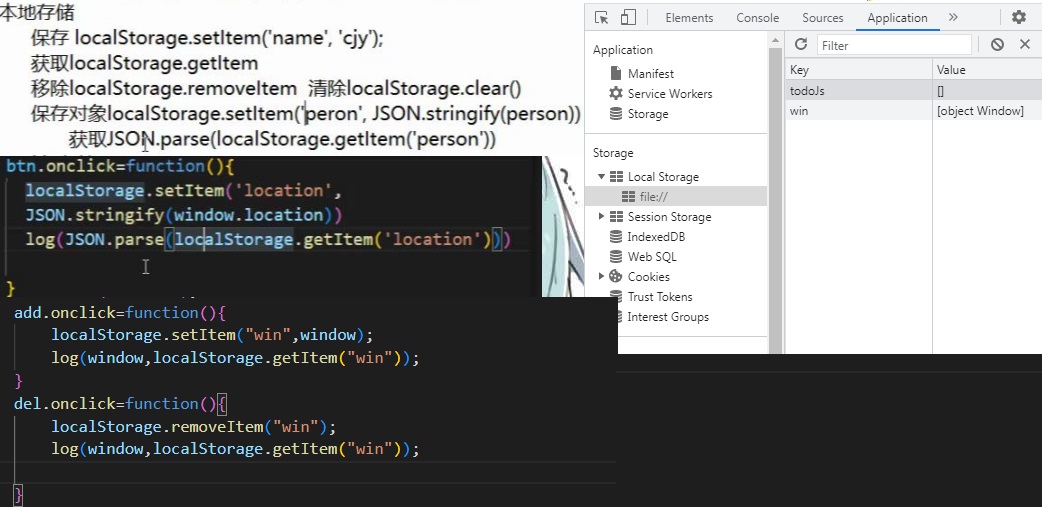 本地存储
保存 localStorage.setItem('name', 'cjy');
获取localStorage.getItem
移除localStorage.removeItem 清除localStorage.clear()
保存对象localStorage.setItem('peron', JSON.stringify(person))
获取JSON.parse(localStorage.getItem('person'))
btn.onclick=function(){
localStorage.setItem('location',
JSON.stringify(window.location))
log(JSON.parse(localStorage.getItem('location')))
}
add.onclick=function(){
localStorage.setItem("win",window);
log(window,localStorage.getItem("win"));
}
del.onclick=function(){
localStorage.removeItem("win");
log(window,localStorage.getItem("win"));
}
Elements Console Sources Application »
Application
Manifest
Service Workers
Storage
Storage
Local Storage
file://
Session Storage
IndexedDB
Web SQL
Cookies
Trust Tokens
Interest Groups
Filter
Key Value
todoJs []
win [object Window]